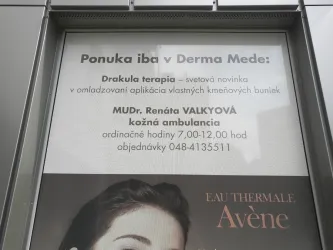 Ponuka iba v Derma Mede:
Drakula terapia – svetová novinka
v omladzovaní aplikácia vlastných kmeňových buniek
MUDr. Renáta VALKYOVÁ
kožná ambulancia
ordinačné hodiny 7,00-12.00 hod
objednávky 048-4135511
EAU THERMALE
Avène